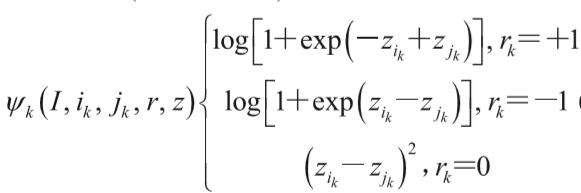 log[1+exp(−z_{i_k}+z_{j_k})], r_k=+1
ψ_k(I, i_k, j_k, r, z){ log[1+exp(z_{i_k}−z_{j_k})], r_k=−1
(z_{i_k}−z_{j_k})^2, r_k=0